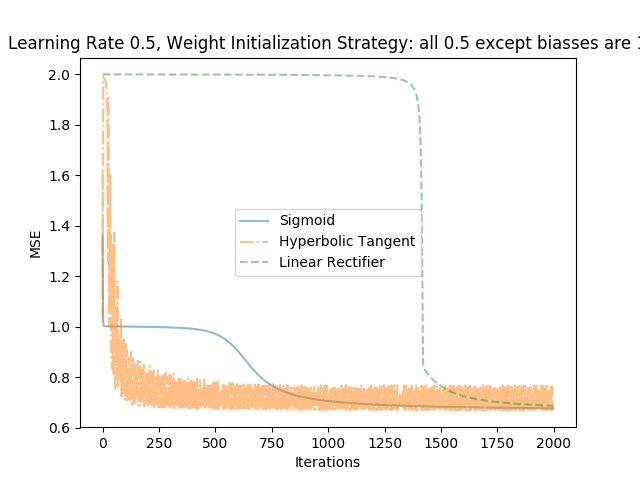 Learning Rate 0.5, Weight Initialization Strategy: all 0.5 except biasses are 1
2.0
1.8
1.6
1.4
1.2
1.0
0.8
0.6
MSE
Sigmoid
Hyperbolic Tangent
Linear Rectifier
0 250 500 750 1000 1250 1500 1750 2000
Iterations